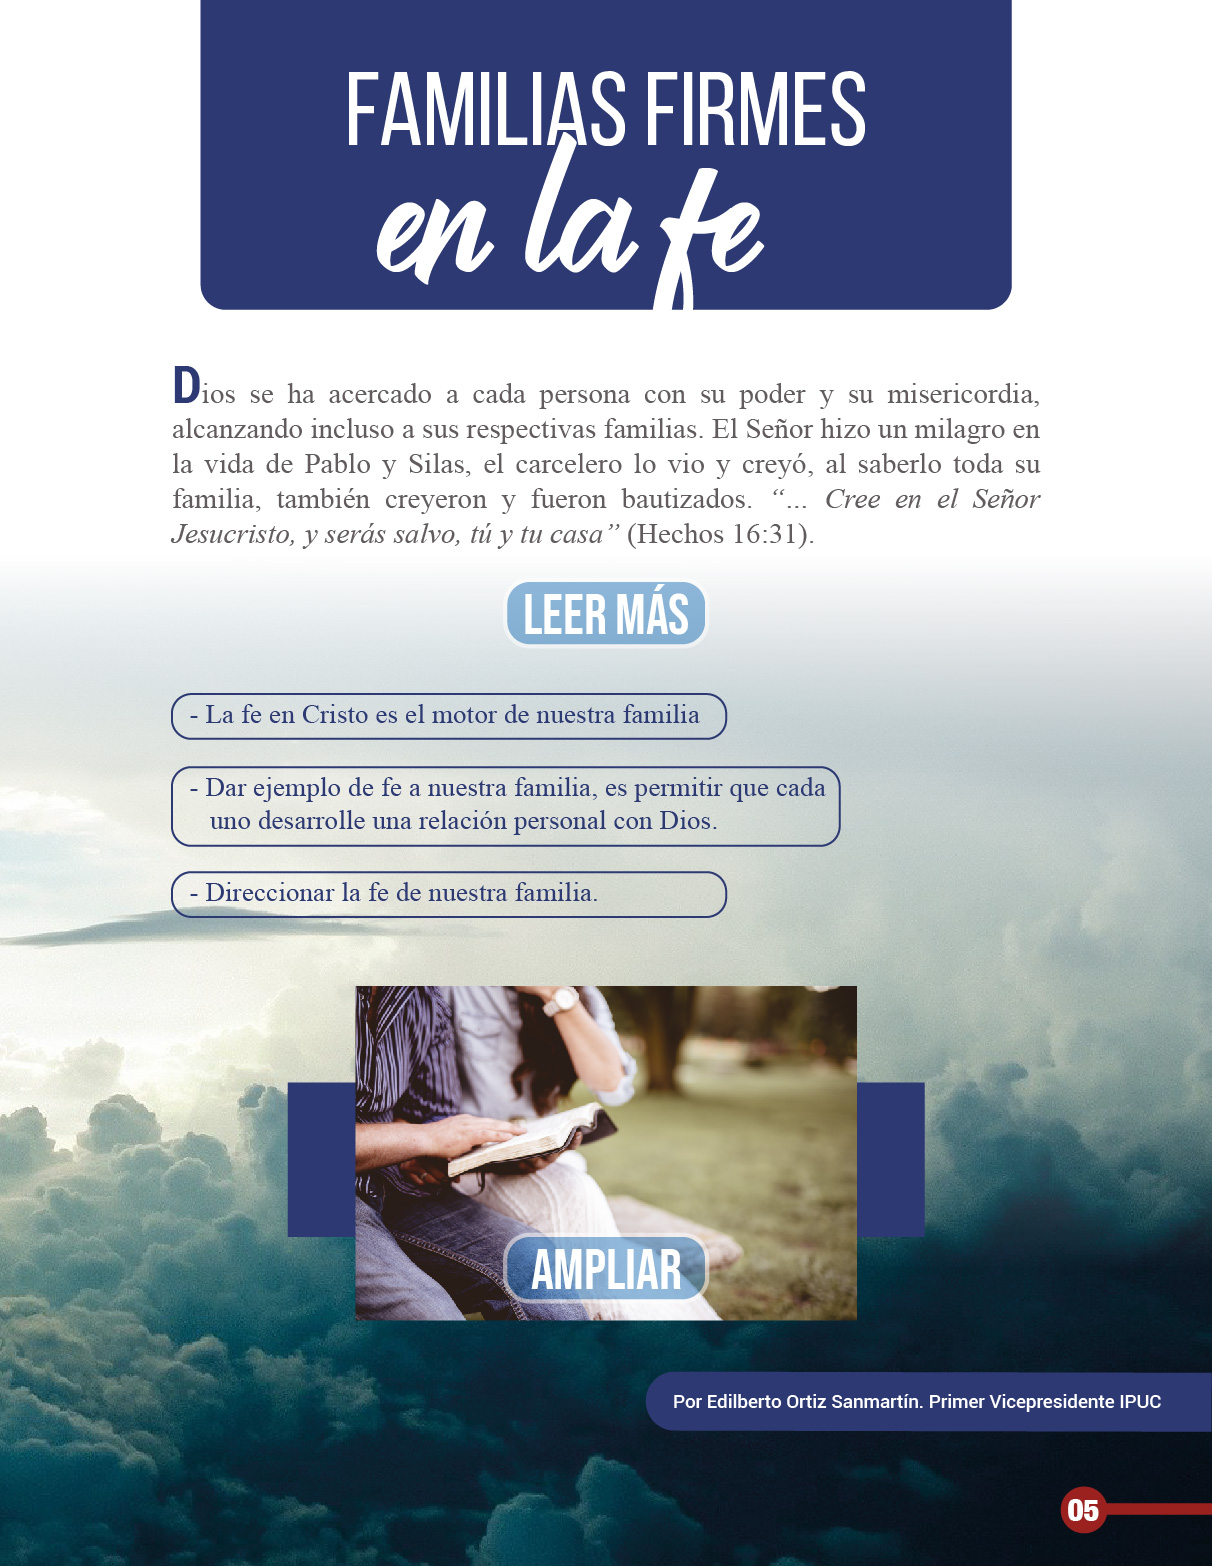 FAMILIAS FIRMES
en la fe
Dios se ha acercado a cada persona con su poder y su misericordia,
alcanzando incluso a sus respectivas familias. El Señor hizo un milagro en
la vida de Pablo y Silas, el carcelero lo vio y creyó, al saberlo toda su
familia, también creyeron y fueron bautizados. “... Cree en el Señor
Jesucristo, y serás salvo, tú y tu casa” (Hechos 16:31).
LEER MÁS
- La fe en Cristo es el motor de nuestra familia
- Dar ejemplo de fe a nuestra familia, es permitir que cada
uno desarrolle una relación personal con Dios.
- Direccionar la fe de nuestra familia.
AMPLIAR
Por Edilberto Ortiz Sanmartín. Primer Vicepresidente IPUC
05